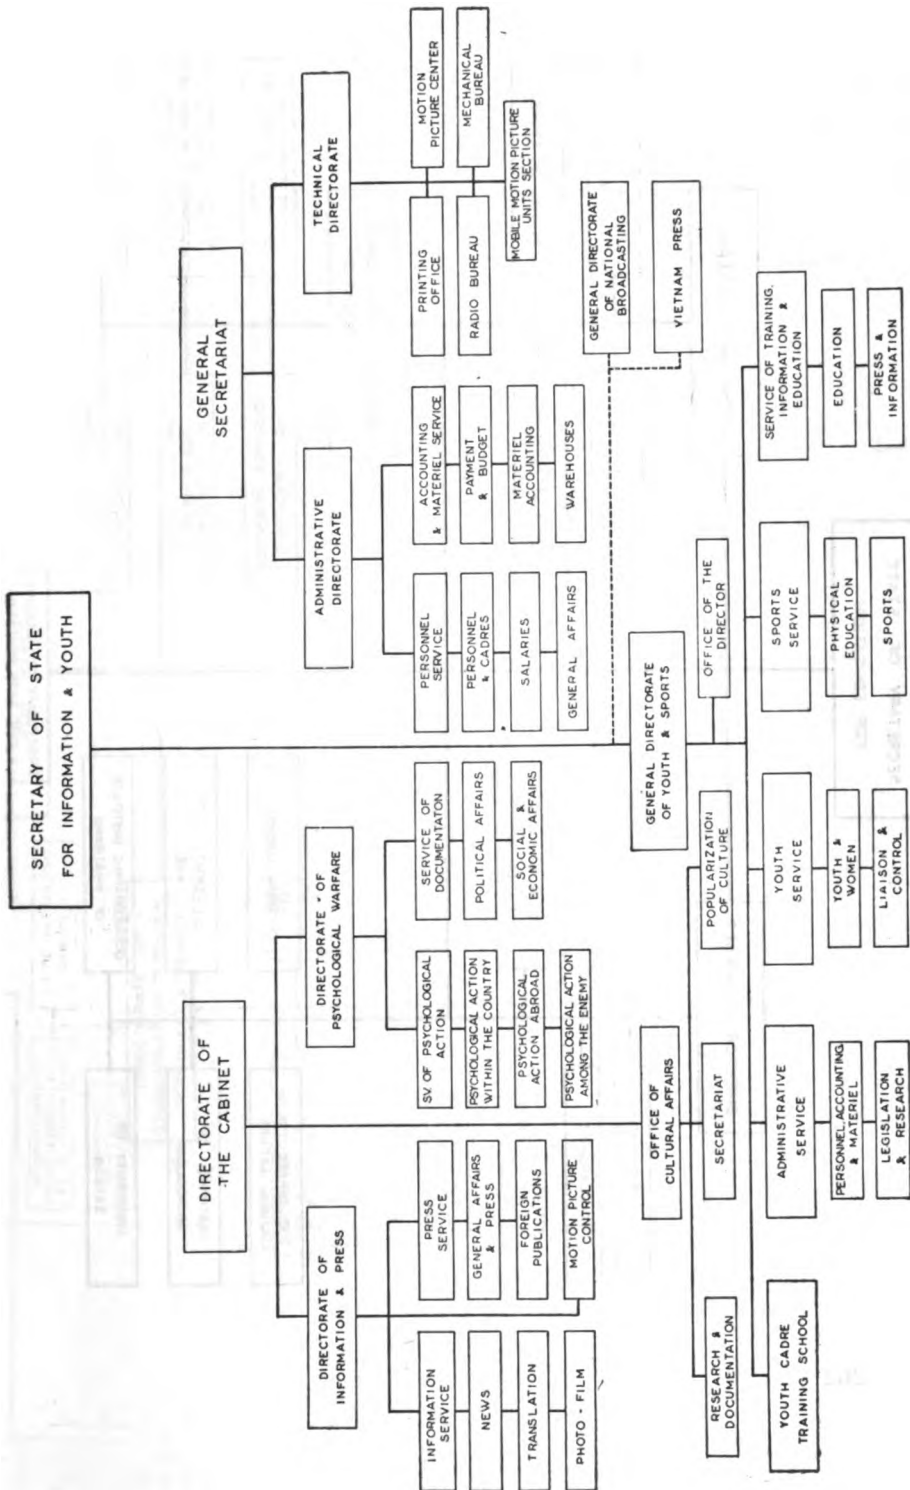 SECRETARY OF STATE
FOR INFORMATION & YOUTH
DIRECTORATE OF
THE CABINET
GENERAL
SECRETARIAT
DIRECTORATE OF
INFORMATION & PRESS
DIRECTORATE - OF
PSYCHOLOGICAL WARFARE
ADMINISTRATIVE
DIRECTORATE
TECHNICAL
DIRECTORATE
INFORMATION
SERVICE
NEWS
TRANSLATION
PHOTO - FILM
PRESS
SERVICE
GENERAL AFFAIRS
& PRESS
FOREIGN
PUBLICATIONS
MOTION PICTURE
CONTROL
SV OF PSYCHOLOGICAL
ACTION
PSYCHOLOGICAL ACTION
WITHIN THE COUNTRY
PSYCHOLOGICAL
ACTION ABROAD
PSYCHOLOGICAL ACTION
AMONG THE ENEMY
SERVICE OF
DOCUMENTATON
POLITICAL AFFAIRS
SOCIAL &
ECONOMIC AFFAIRS
PERSONNEL
SERVICE
PERSONNEL
& CADRES
SALARIES
GENERAL AFFAIRS
ACCOUNTING
& MATERIEL SERVICE
PAYMENT
& BUDGET
MATERIEL
ACCOUNTING
WAREHOUSES
PRINTING
OFFICE
RADIO BUREAU
MOTION
PICTURE CENTER
MECHANICAL
BUREAU
MOBILE MOTION PICTURE
UNITS SECTION
GENERAL DIRECTORATE
OF NATIONAL
BROADCASTING
VIETNAM PRESS
OFFICE OF
CULTURAL AFFAIRS
GENERAL DIRECTORATE
OF YOUTH & SPORTS
RESEARCH &
DOCUMENTATION
SECRETARIAT
POPULARIZATION
OF CULTURE
OFFICE OF THE
DIRECTOR
YOUTH CADRE
TRAINING SCHOOL
ADMINISTRATIVE
SERVICE
PERSONNEL, ACCOUNTING,
& MATERIEL
LEGISLATION
& RESEARCH
YOUTH
SERVICE
YOUTH &
WOMEN
LIAISON &
CONTROL
SPORTS
SERVICE
PHYSICAL
EDUCATION
SPORTS
SERVICE OF TRAINING,
INFORMATION &
EDUCATION
EDUCATION
PRESS &
INFORMATION